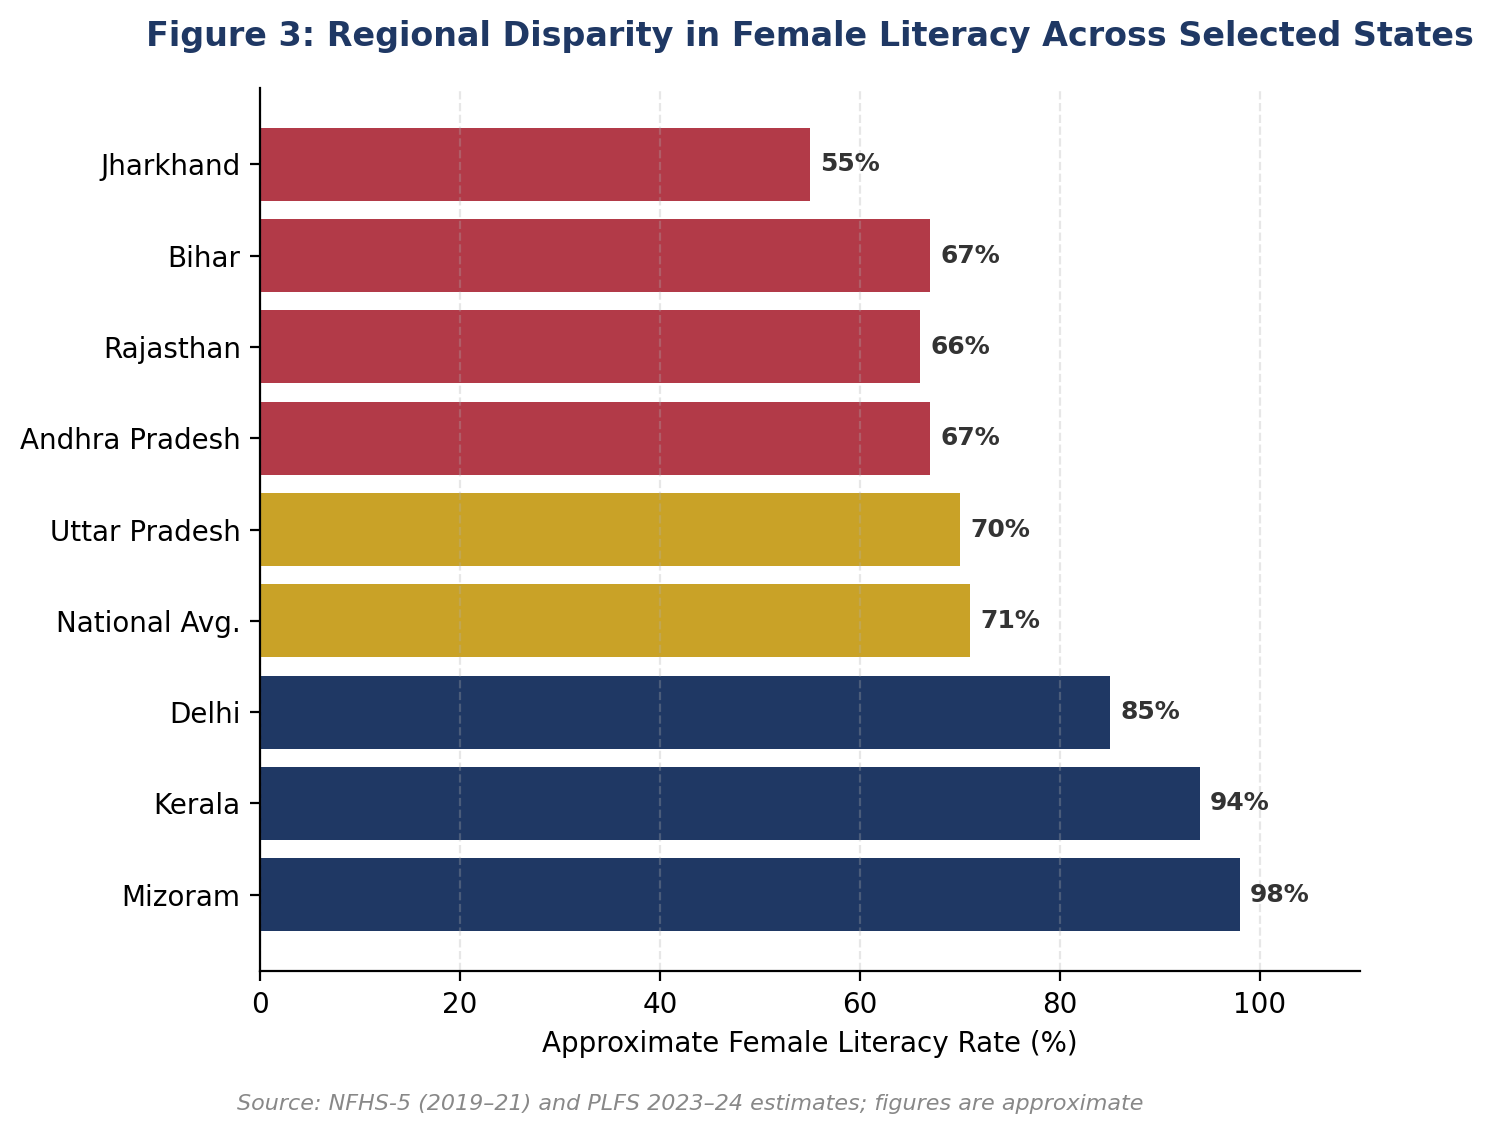 Figure 3: Regional Disparity in Female Literacy Across Selected States
Jharkhand 55%
Bihar 67%
Rajasthan 66%
Andhra Pradesh 67%
Uttar Pradesh 70%
National Avg. 71%
Delhi 85%
Kerala 94%
Mizoram 98%
0 20 40 60 80 100
Approximate Female Literacy Rate (%)
Source: NFHS-5 (2019–21) and PLFS 2023–24 estimates; figures are approximate